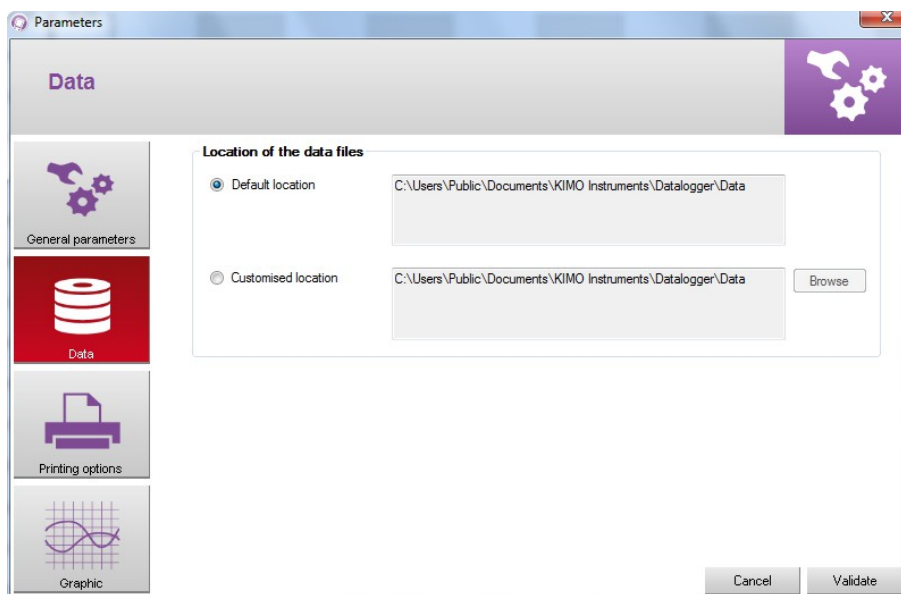 Parameters
Data
General parameters
Data
Printing options
Graphic
Location of the data files
Default location
C:\Users\Public\Documents\KIMO Instruments\Datalogger\Data
Customised location
C:\Users\Public\Documents\KIMO Instruments\Datalogger\Data
Browse
Cancel
Validate